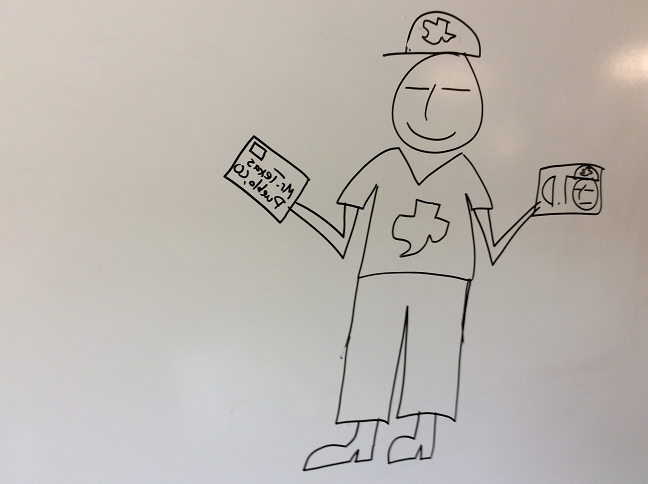 Mr. Texas
Pueblo, CO
I.D.